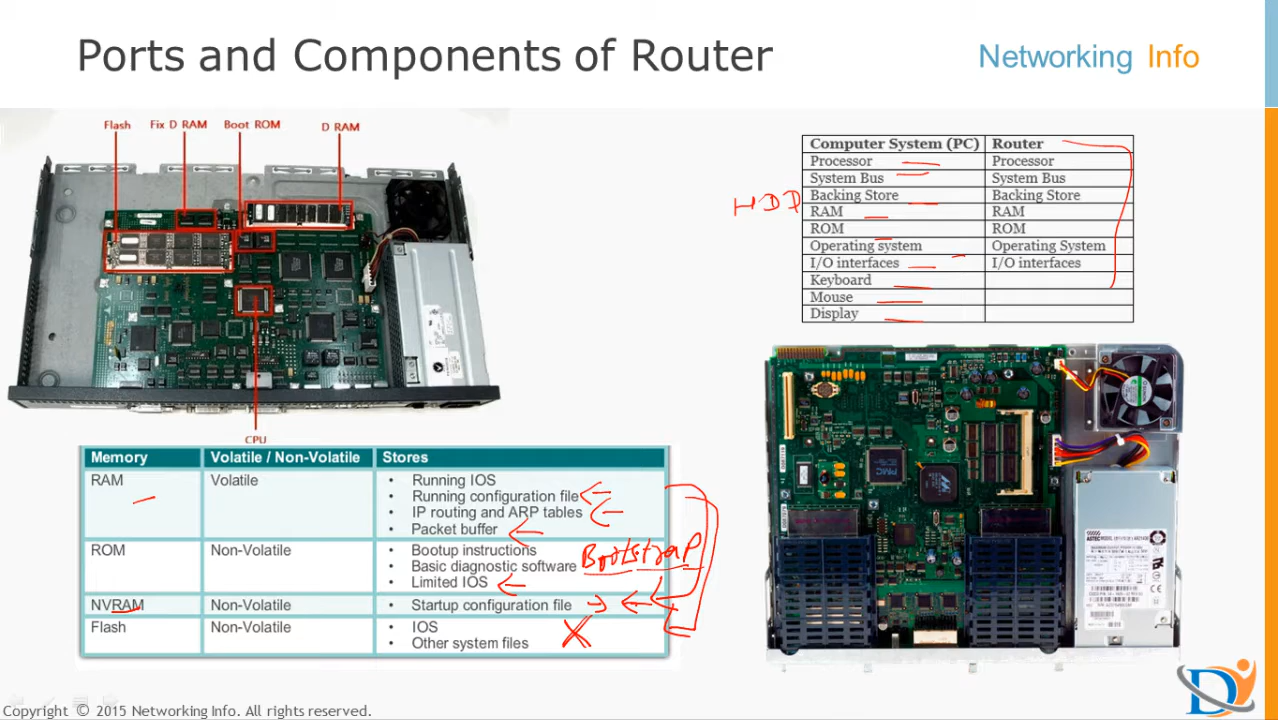 Ports and Components of Router
Networking Info
Flash Fix D RAM Boot ROM D RAM
CPU
Computer System (PC) Router
Processor Processor
System Bus System Bus
Backing Store Backing Store
HDD
RAM RAM
ROM ROM
Operating system Operating System
I/O interfaces I/O interfaces
Keyboard
Mouse
Display
Memory Volatile / Non-Volatile Stores
RAM Volatile • Running IOS
• Running configuration file
• IP routing and ARP tables
• Packet buffer
ROM Non-Volatile • Bootup instructions
• Basic diagnostic software
Bootstrap
• Limited IOS
NVRAM Non-Volatile • Startup configuration file
Flash Non-Volatile • IOS
• Other system files
Copyright © 2015 Networking Info. All rights reserved.